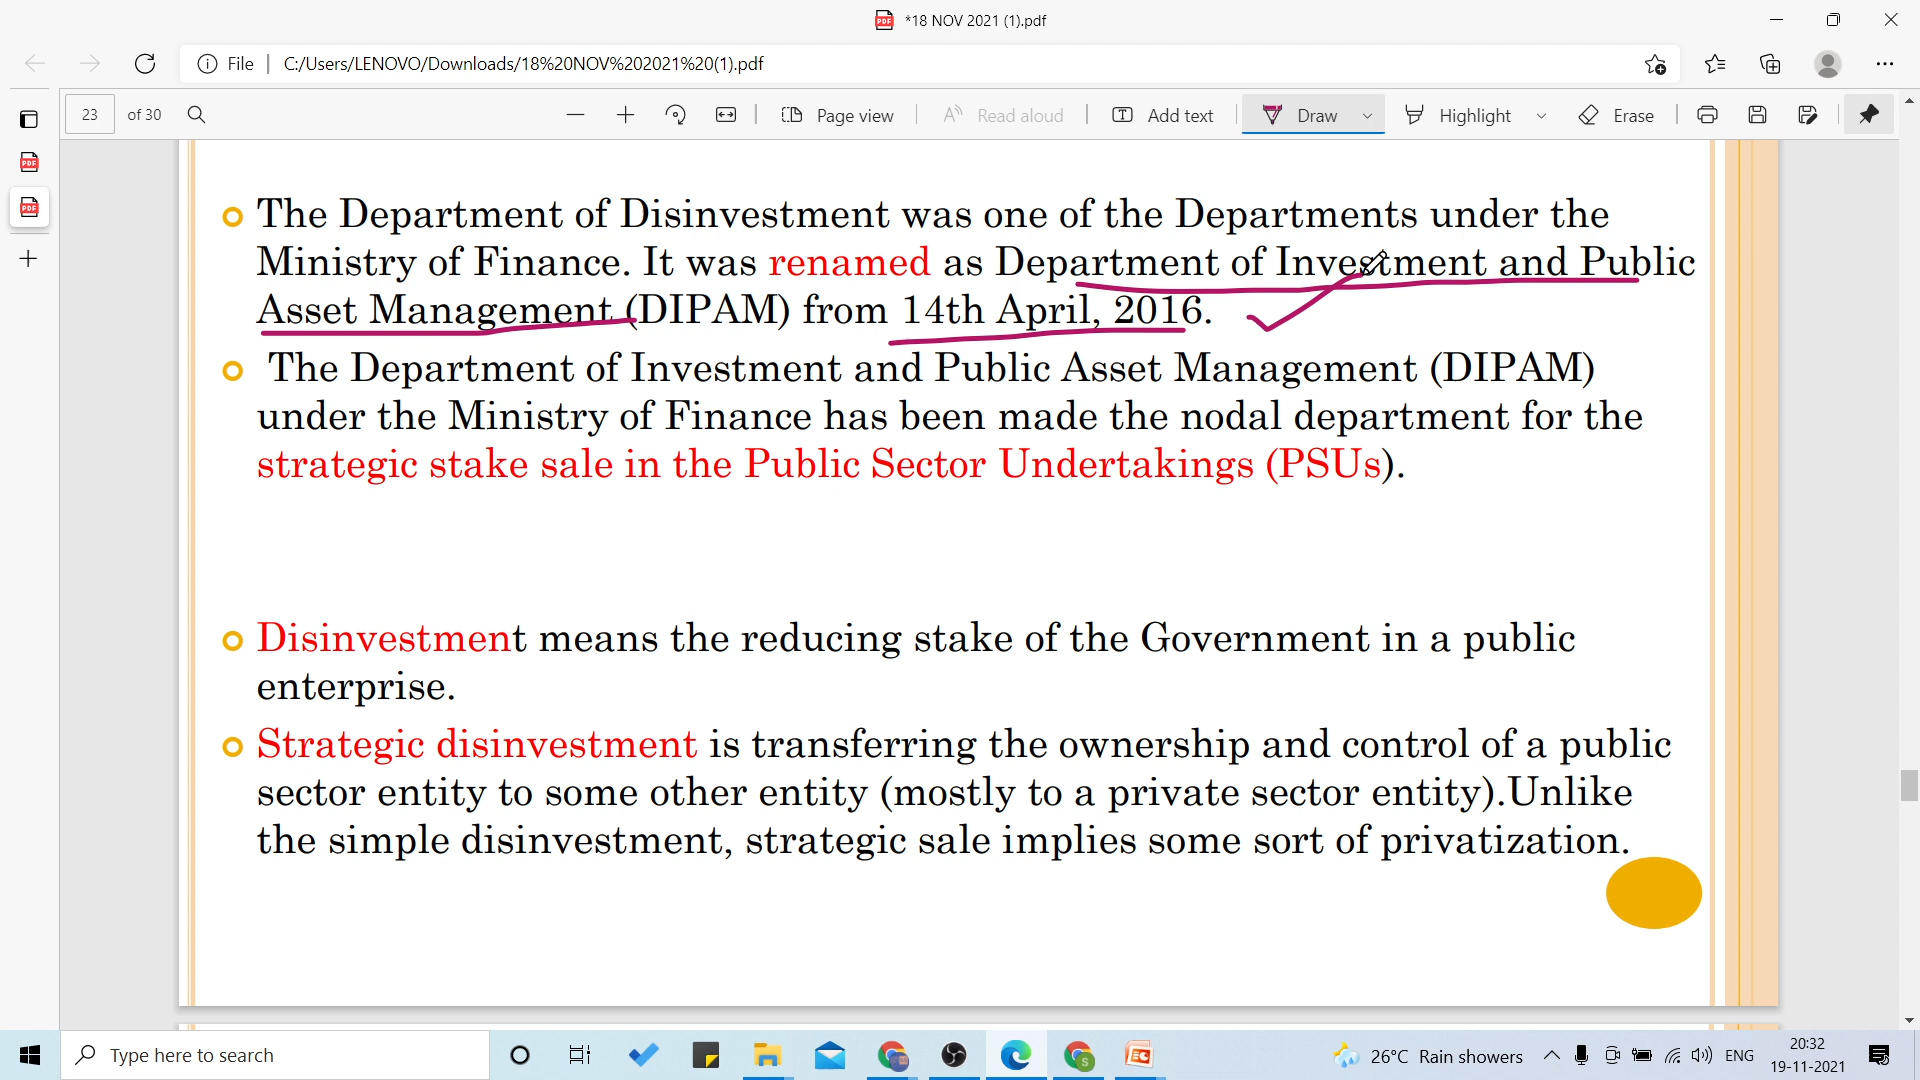 *18 NOV 2021 (1).pdf
File | C:/Users/LENOVO/Downloads/18%20NOV%202021%20(1).pdf
23 of 30 Page view Read aloud Add text Draw Highlight Erase
The Department of Disinvestment was one of the Departments under the
Ministry of Finance. It was renamed as Department of Investment and Public
Asset Management (DIPAM) from 14th April, 2016.
The Department of Investment and Public Asset Management (DIPAM)
under the Ministry of Finance has been made the nodal department for the
strategic stake sale in the Public Sector Undertakings (PSUs).
Disinvestment means the reducing stake of the Government in a public
enterprise.
Strategic disinvestment is transferring the ownership and control of a public
sector entity to some other entity (mostly to a private sector entity).Unlike
the simple disinvestment, strategic sale implies some sort of privatization.
Type here to search 26°C Rain showers ENG 20:32
19-11-2021